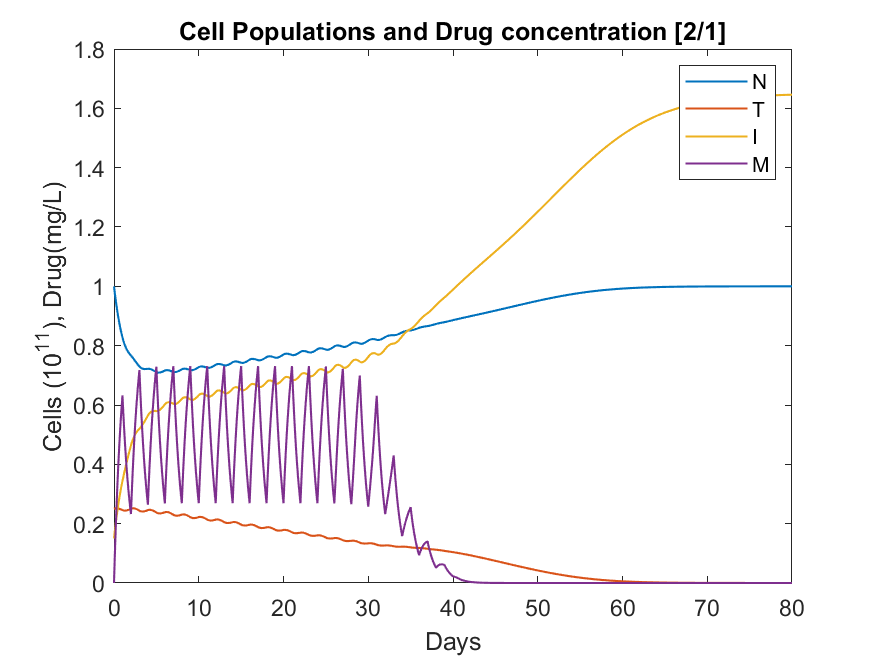 Cell Populations and Drug concentration [2/1]
Cells (10^11), Drug(mg/L)
1.8
1.6
1.4
1.2
1
0.8
0.6
0.4
0.2
0
N
T
I
M
0 10 20 30 40 50 60 70 80
Days